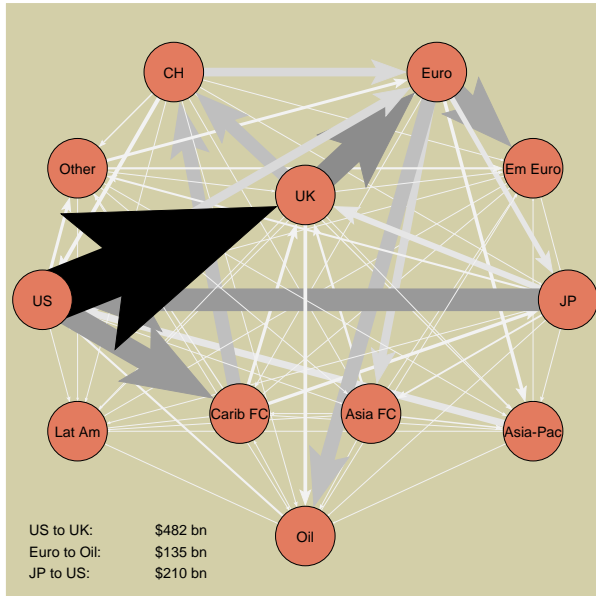 CH
Euro
Other
Em Euro
UK
US
JP
Carib FC
Asia FC
Lat Am
Asia-Pac
Oil
US to UK: $482 bn
Euro to Oil: $135 bn
JP to US: $210 bn